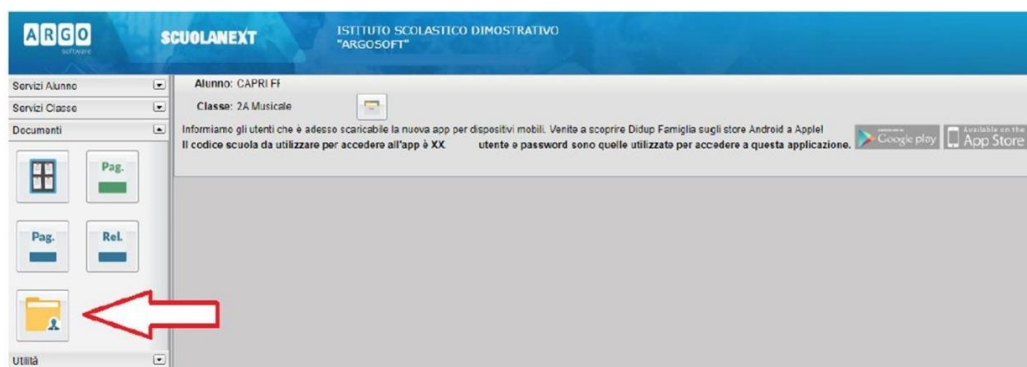 ARGO
software
SCUOLANEXT
ISTITUTO SCOLASTICO DIMOSTRATIVO
"ARGOSOFT"
Servizi Alunno
Servizi Classe
Documenti
Pag.
Pag.
Rel.
Utilità
Alunno: CAPRI FF
Classe: 2A Musicale
Informiamo gli utenti che è adesso scaricabile la nuova app per dispositivi mobili. Venite a scoprire Didup Famiglia sugli store Android a Apple!
Il codice scuola da utilizzare per accedere all'app è XX utente e password sono quelle utilizzate per accedere a questa applicazione.
Google play
Available on the
App Store